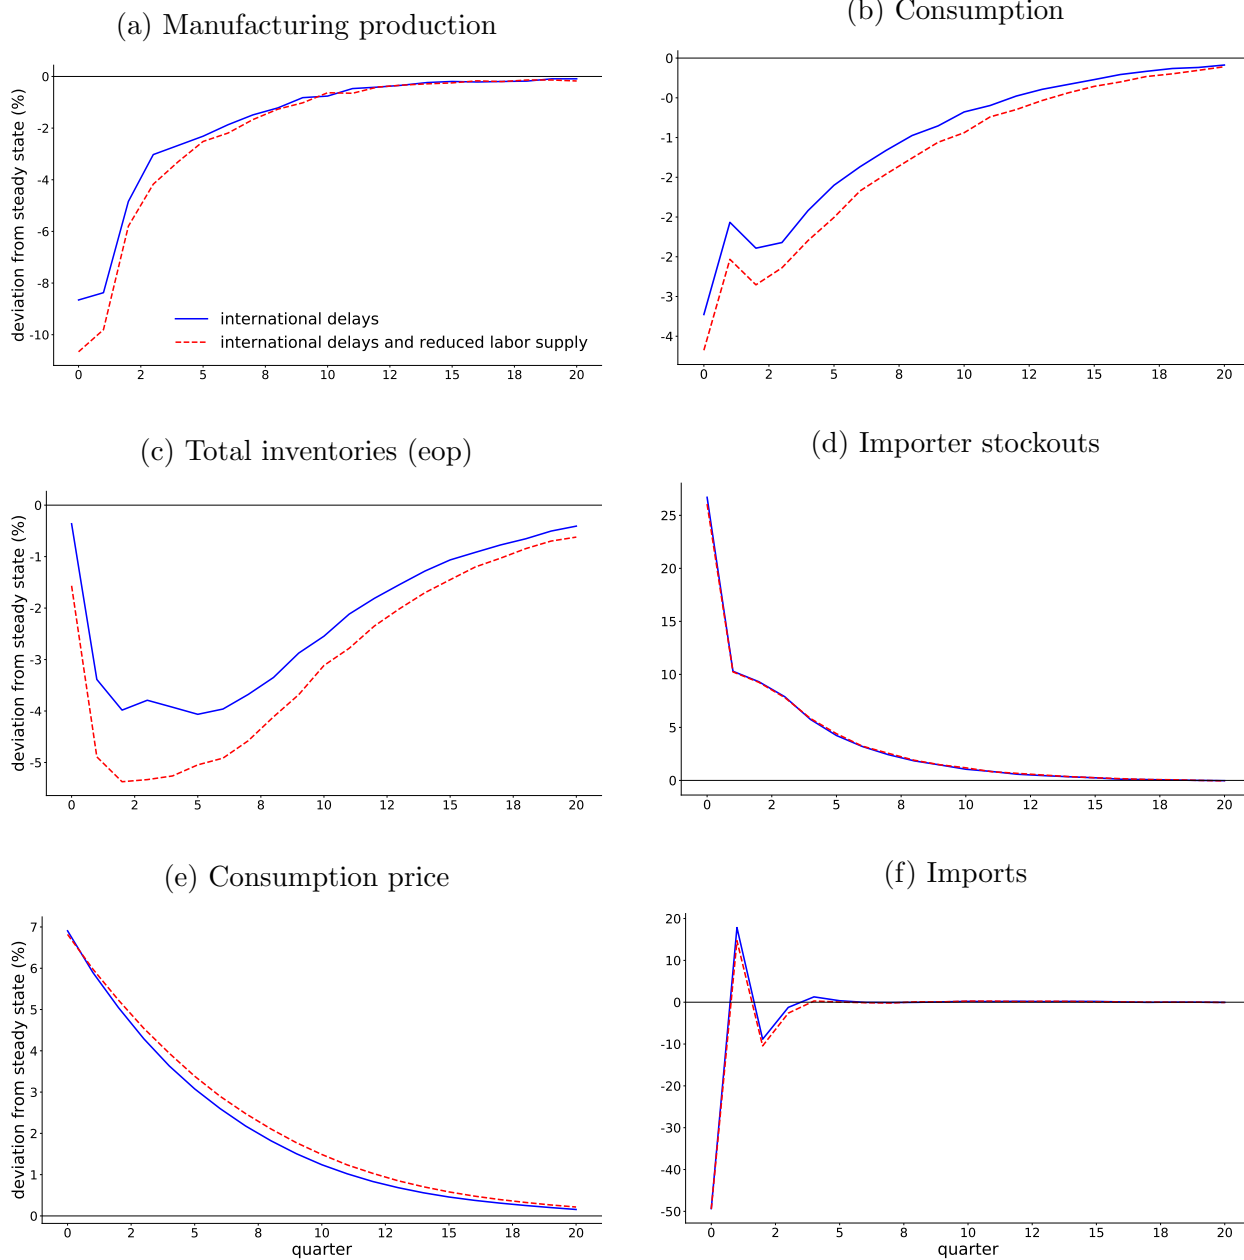 (a) Manufacturing production
deviation from steady state (%)
0
-2
-4
-6
-8
-10
international delays
international delays and reduced labor supply
0 2 5 8 10 12 15 18 20
(b) Consumption
0
-0
-1
-2
-2
-3
-4
0 2 5 8 10 12 15 18 20
(c) Total inventories (eop)
deviation from steady state (%)
0
-1
-2
-3
-4
-5
0 2 5 8 10 12 15 18 20
(d) Importer stockouts
25
20
15
10
5
0
0 2 5 8 10 12 15 18 20
(e) Consumption price
deviation from steady state (%)
7
6
5
4
3
2
1
0
0 2 5 8 10 12 15 18 20
quarter
(f) Imports
20
10
0
-10
-20
-30
-40
-50
0 2 5 8 10 12 15 18 20
quarter